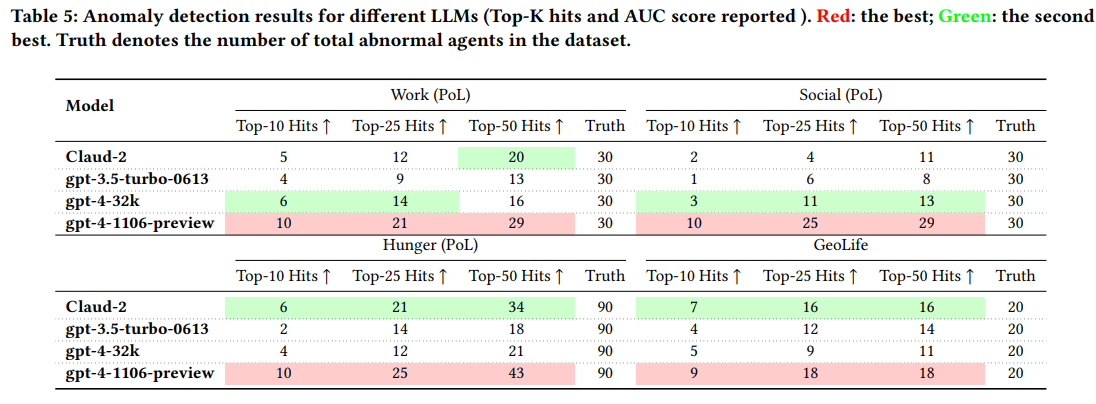 Table 5: Anomaly detection results for different LLMs (Top-K hits and AUC score reported ). Red: the best; Green: the second
best. Truth denotes the number of total abnormal agents in the dataset.
Model Work (PoL) Social (PoL)
Top-10 Hits ↑ Top-25 Hits ↑ Top-50 Hits ↑ Truth Top-10 Hits ↑ Top-25 Hits ↑ Top-50 Hits ↑ Truth
Claud-2 5 12 20 30 2 4 11 30
gpt-3.5-turbo-0613 4 9 13 30 1 6 8 30
gpt-4-32k 6 14 16 30 3 11 13 30
gpt-4-1106-preview 10 21 29 30 10 25 29 30
Hunger (PoL) GeoLife
Top-10 Hits ↑ Top-25 Hits ↑ Top-50 Hits ↑ Truth Top-10 Hits ↑ Top-25 Hits ↑ Top-50 Hits ↑ Truth
Claud-2 6 21 34 90 7 16 16 20
gpt-3.5-turbo-0613 2 14 18 90 4 12 14 20
gpt-4-32k 4 12 21 90 5 9 11 20
gpt-4-1106-preview 10 25 43 90 9 18 18 20